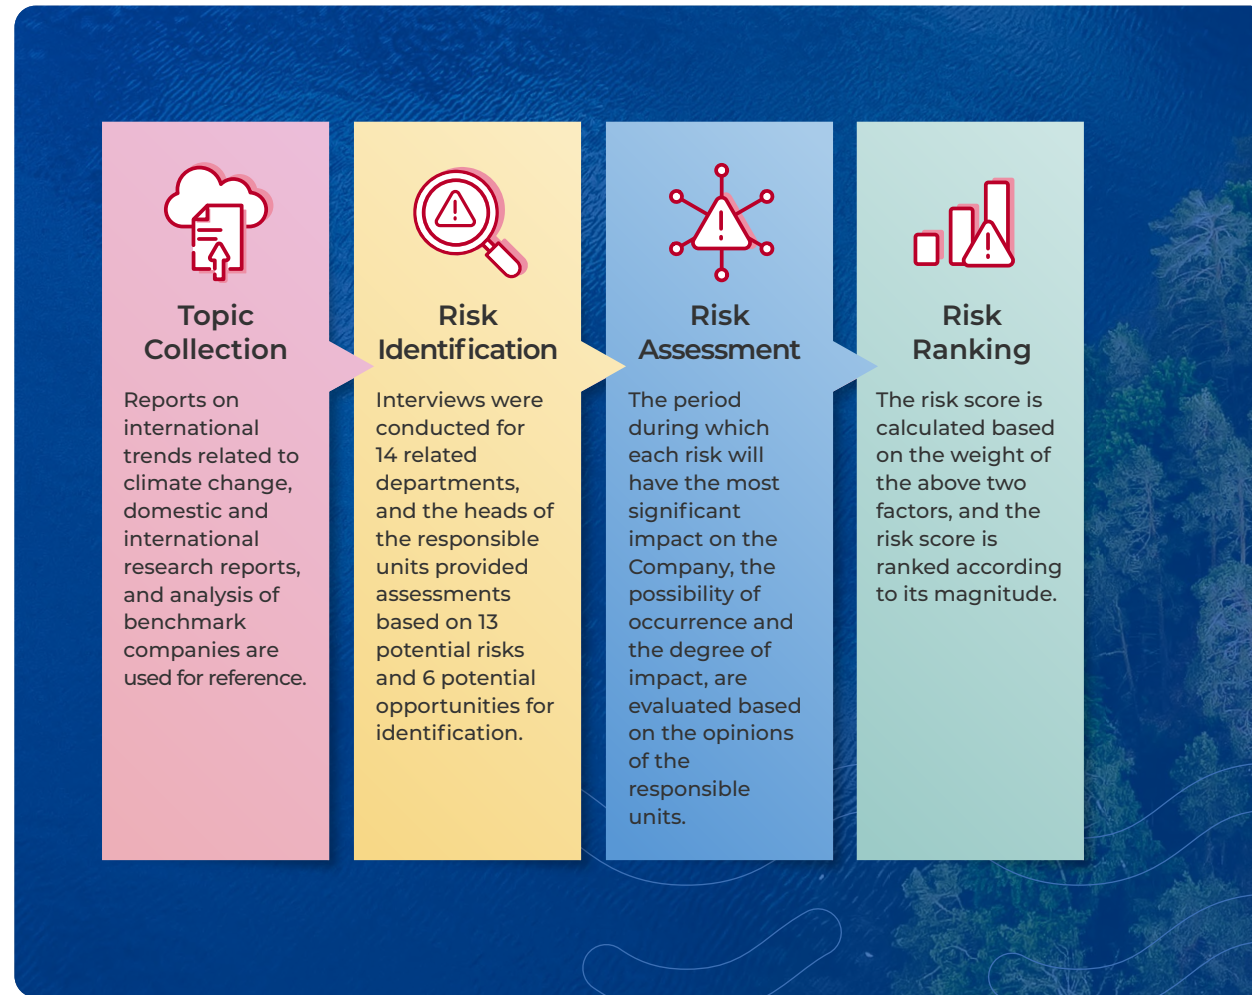 Topic
Collection
Reports on
international
trends related to
climate change,
domestic and
international
research reports,
and analysis of
benchmark
companies are
used for reference.
Risk
Identification
Interviews were
conducted for
14 related
departments,
and the heads of
the responsible
units provided
assessments
based on 13
potential risks
and 6 potential
opportunities for
identification.
Risk
Assessment
The period
during which
each risk will
have the most
significant
impact on the
Company, the
possibility of
occurrence and
the degree of
impact, are
evaluated based
on the opinions
of the
responsible
units.
Risk
Ranking
The risk score is
calculated based
on the weight of
the above two
factors, and the
risk score is
ranked according
to its magnitude.